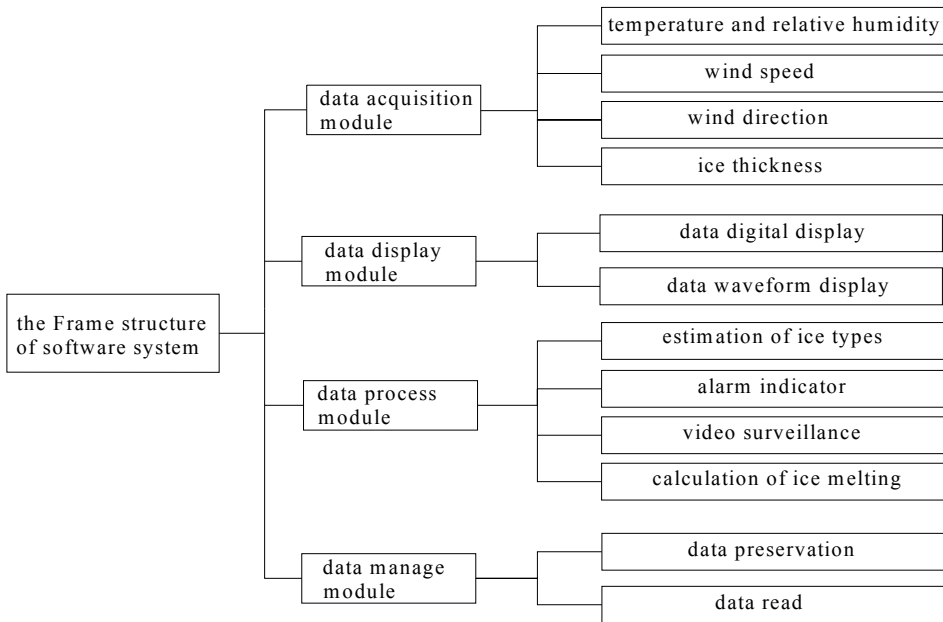 the Frame structure
of software system
data acquisition
module
temperature and relative humidity
wind speed
wind direction
ice thickness
data display
module
data digital display
data waveform display
data process
module
estimation of ice types
alarm indicator
video surveillance
calculation of ice melting
data manage
module
data preservation
data read